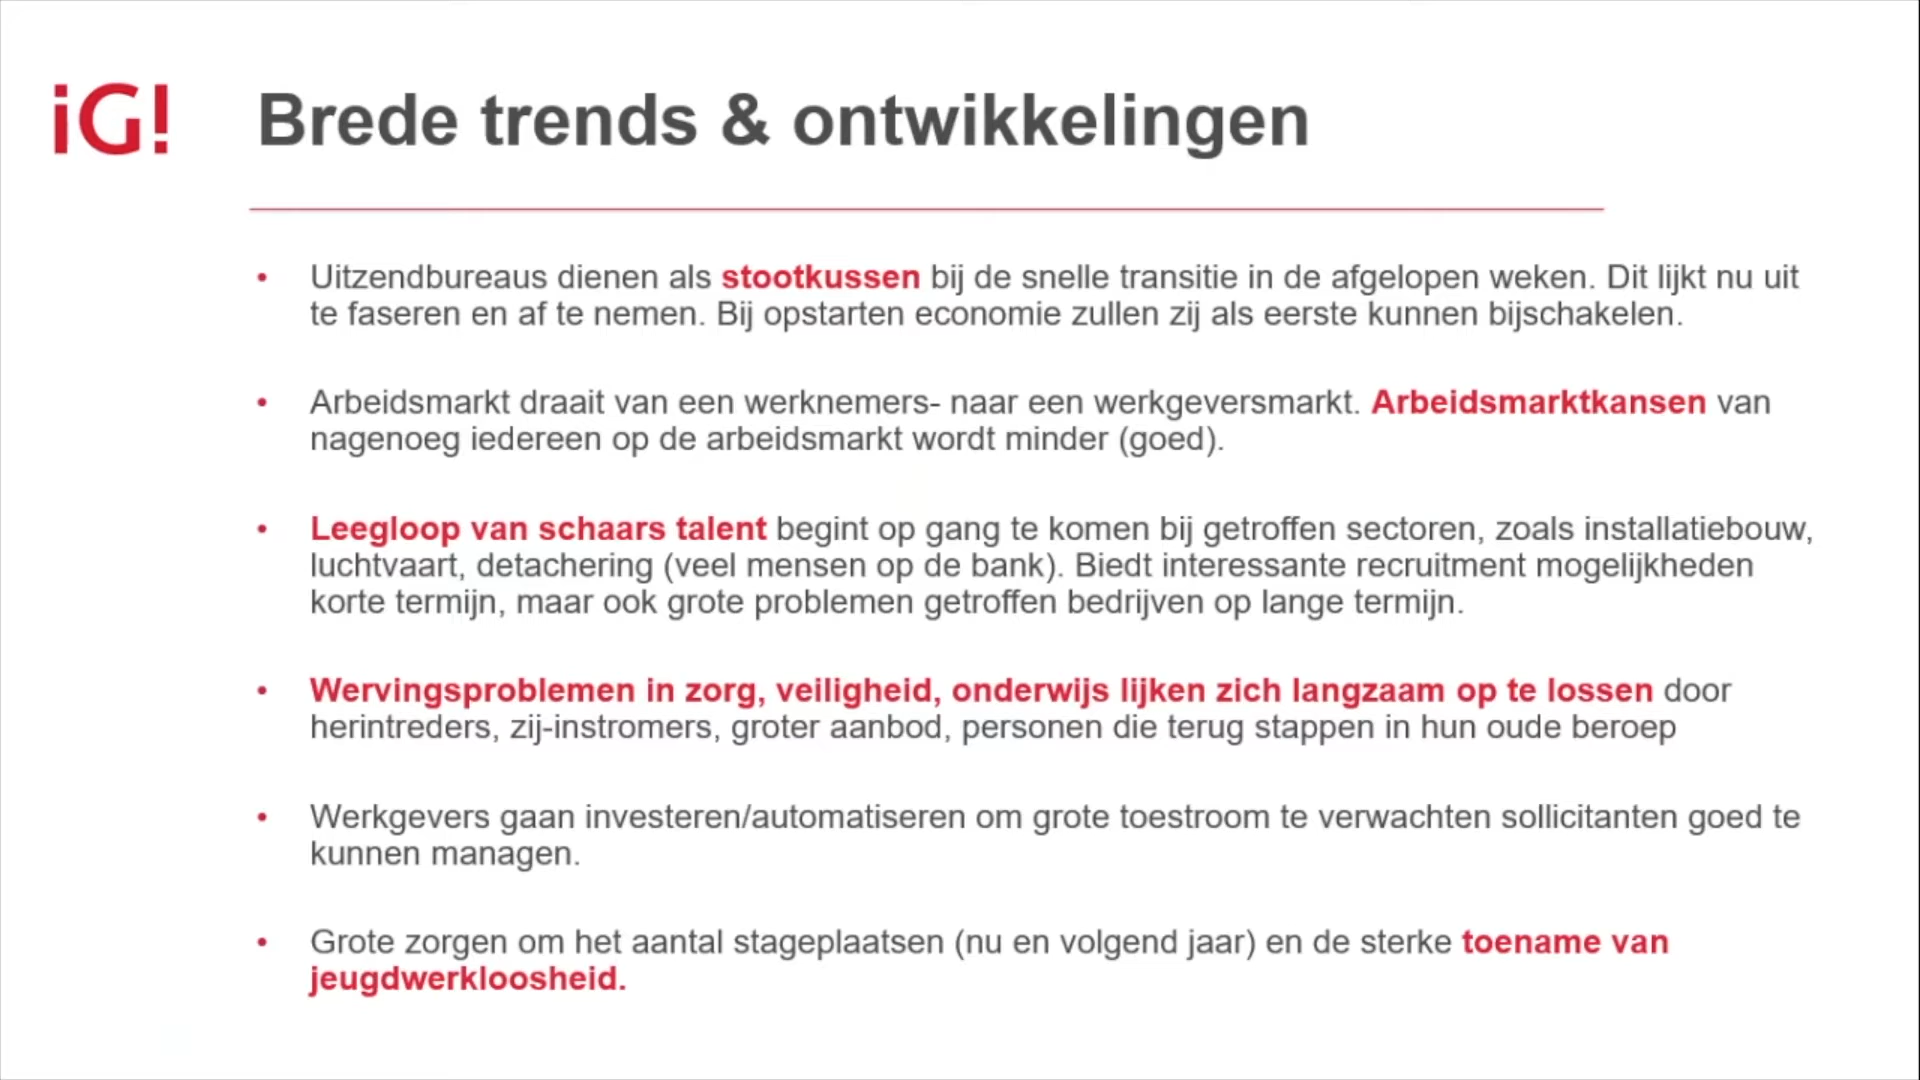 iG!
Brede trends & ontwikkelingen
• Uitzendbureaus dienen als stootkussen bij de snelle transitie in de afgelopen weken. Dit lijkt nu uit
te faseren en af te nemen. Bij opstarten economie zullen zij als eerste kunnen bijschakelen.
• Arbeidsmarkt draait van een werknemers- naar een werkgeversmarkt. Arbeidsmarktkansen van
nagenoeg iedereen op de arbeidsmarkt wordt minder (goed).
• Leegloop van schaars talent begint op gang te komen bij getroffen sectoren, zoals installatiebouw,
luchtvaart, detachering (veel mensen op de bank). Biedt interessante recruitment mogelijkheden
korte termijn, maar ook grote problemen getroffen bedrijven op lange termijn.
• Wervingsproblemen in zorg, veiligheid, onderwijs lijken zich langzaam op te lossen door
herintreders, zij-instromers, groter aanbod, personen die terug stappen in hun oude beroep
• Werkgevers gaan investeren/automatiseren om grote toestroom te verwachten sollicitanten goed te
kunnen managen.
• Grote zorgen om het aantal stageplaatsen (nu en volgend jaar) en de sterke toename van
jeugdwerkloosheid.